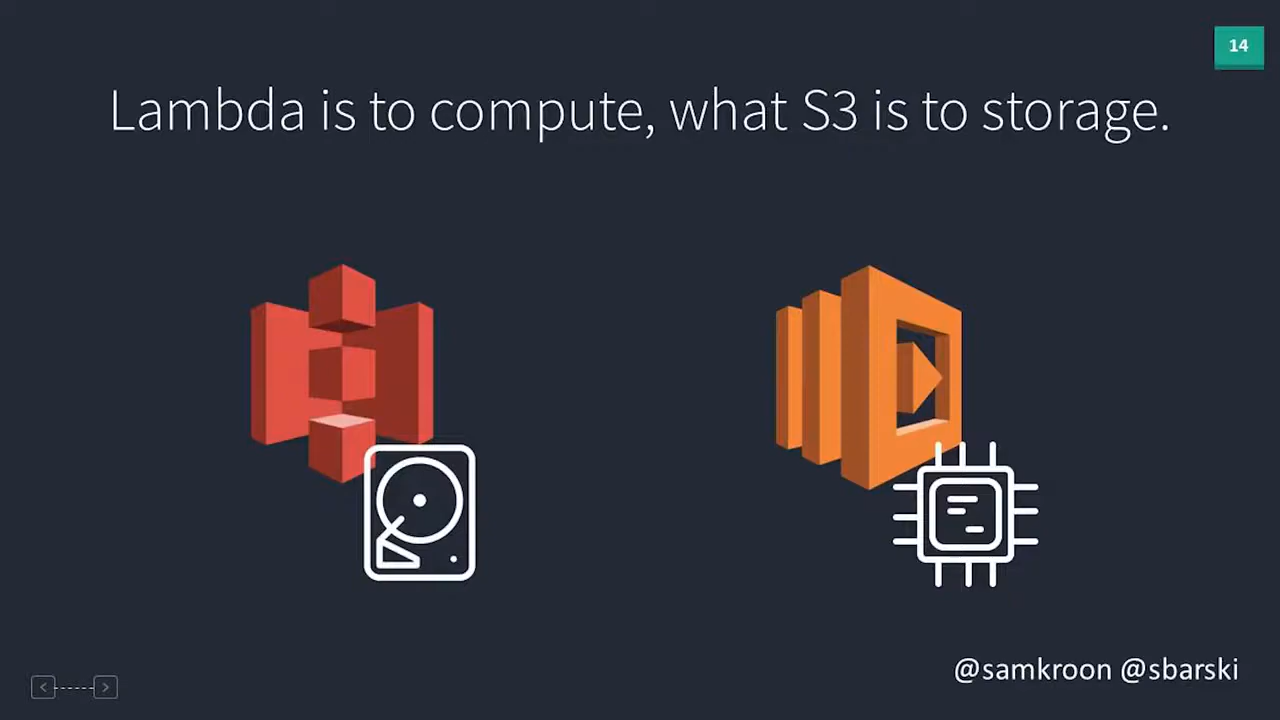 14
Lambda is to compute, what S3 is to storage.
@samkroon @sbarski